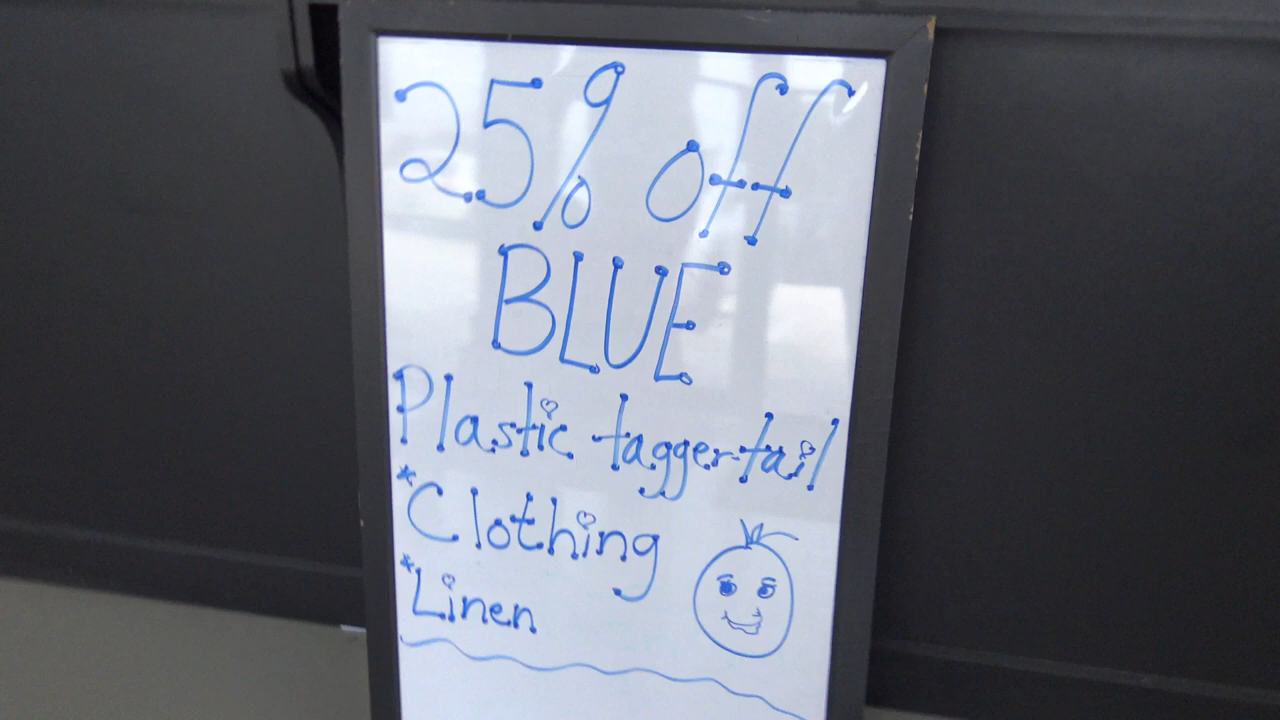 25% off
BLUE
Plastic tagger-tail
*Clothing
*Linen